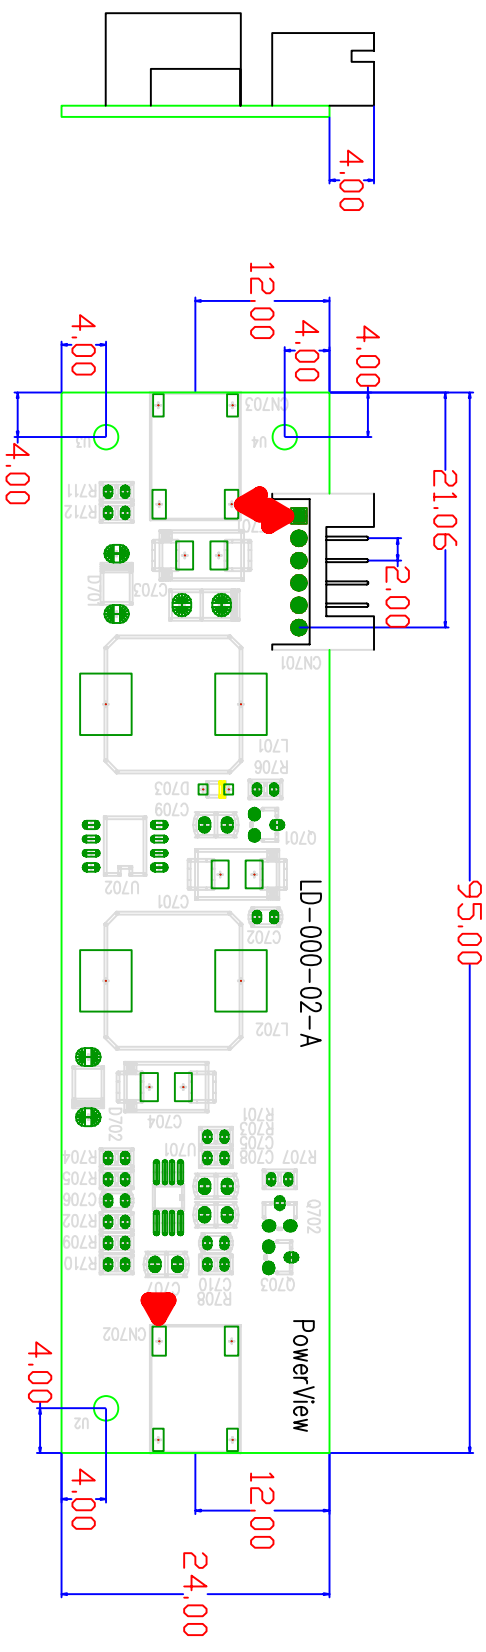 4.00
12.00
4.00
4.00
4.00
4.00
21.06
2.00
95.00
CN703
U3
U4
R711
R712
C703
D701
CN701
L701
R706
D703
C709
Q701
U702
C701
C702
LD-000-02-A
L702
C704
D702
R701
R703
C705
C708
U701
R707
R704
R705
C706
R702
R709
R710
Q702
Q703
C707
C710
R708
CN702
PowerView
U2
4.00
4.00
12.00
24.00